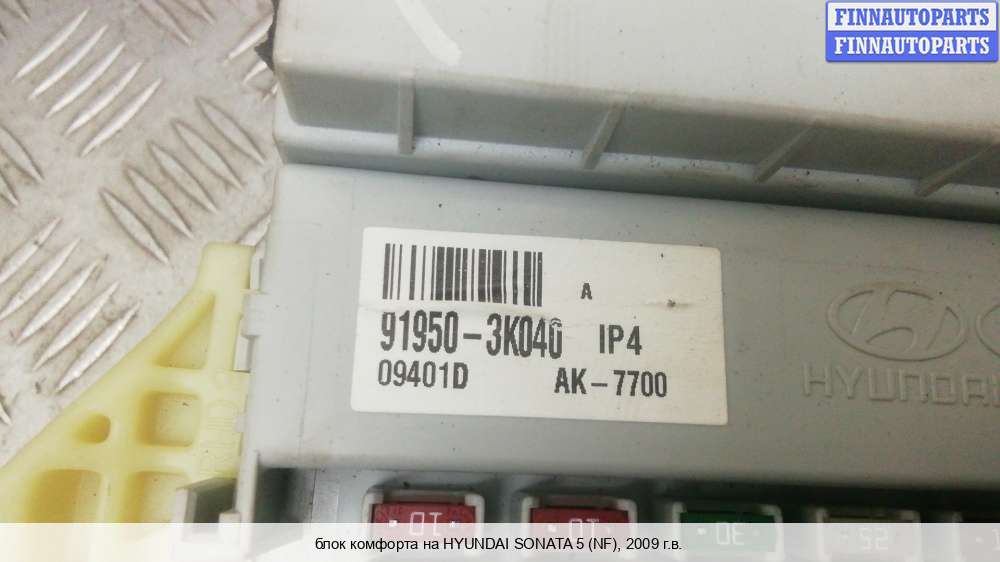 FINNAUTOPARTS
FINNAUTOPARTS
A
91950-3K040 IP4
09401D AK-7700
HYUNDAI
10 10 30 25
блок комфорта на HYUNDAI SONATA 5 (NF), 2009 г.в.